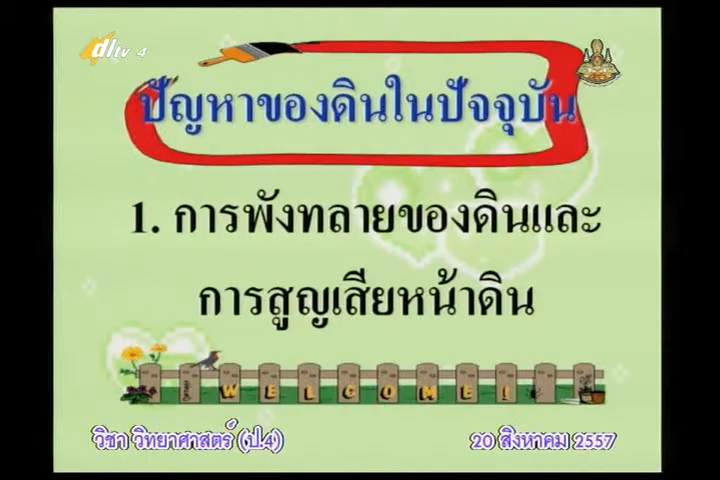 dltv 4
ปัญหาของดินในปัจจุบัน
1. การพังทลายของดินและ
การสูญเสียหน้าดิน
WELCOME!
วิชา วิทยาศาสตร์ (ป.4)
20 สิงหาคม 2557